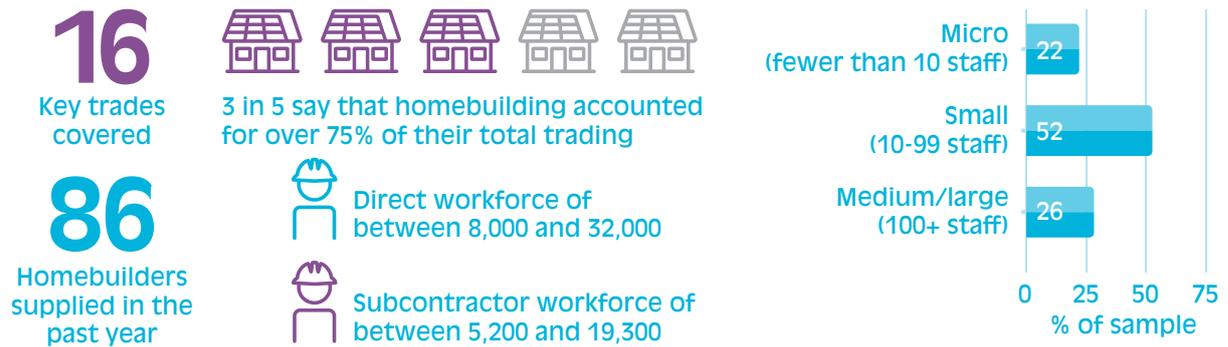 16
Key trades
covered
86
Homebuilders
supplied in the
past year
3 in 5 say that homebuilding accounted
for over 75% of their total trading
Direct workforce of
between 8,000 and 32,000
Subcontractor workforce of
between 5,200 and 19,300
Micro
(fewer than 10 staff)
22
Small
(10-99 staff)
52
Medium/large
(100+ staff)
26
0 25 50 75
% of sample